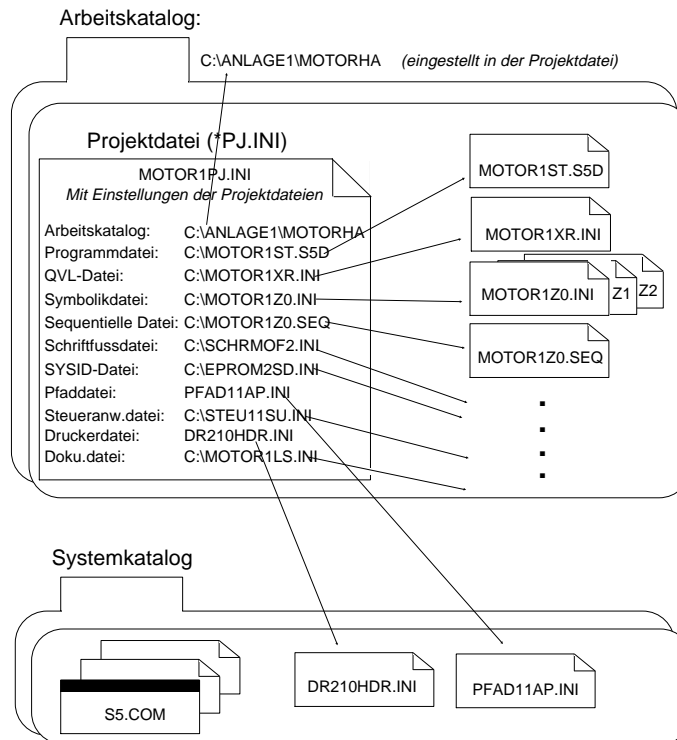 Arbeitskatalog:
C:\ANLAGE1\MOTORHA (eingestellt in der Projektdatei)
Projektdatei (*PJ.INI)
MOTOR1PJ.INI
Mit Einstellungen der Projektdateien
Arbeitskatalog: C:\ANLAGE1\MOTORHA
Programmdatei: C:\MOTOR1ST.S5D
QVL-Datei: C:\MOTOR1XR.INI
Symbolikdatei: C:\MOTOR1Z0.INI
Sequentielle Datei: C:\MOTOR1Z0.SEQ
Schriftfussdatei: C:\SCHRMOF2.INI
SYSID-Datei: C:\EPROM2SD.INI
Pfaddatei: PFAD11AP.INI
Steueranw.datei: C:\STEU11SU.INI
Druckerdatei: DR210HDR.INI
Doku.datei: C:\MOTOR1LS.INI
MOTOR1ST.S5D
MOTOR1XR.INI
MOTOR1Z0.INI Z1 Z2
MOTOR1Z0.SEQ
Systemkatalog
S5.COM
DR210HDR.INI
PFAD11AP.INI